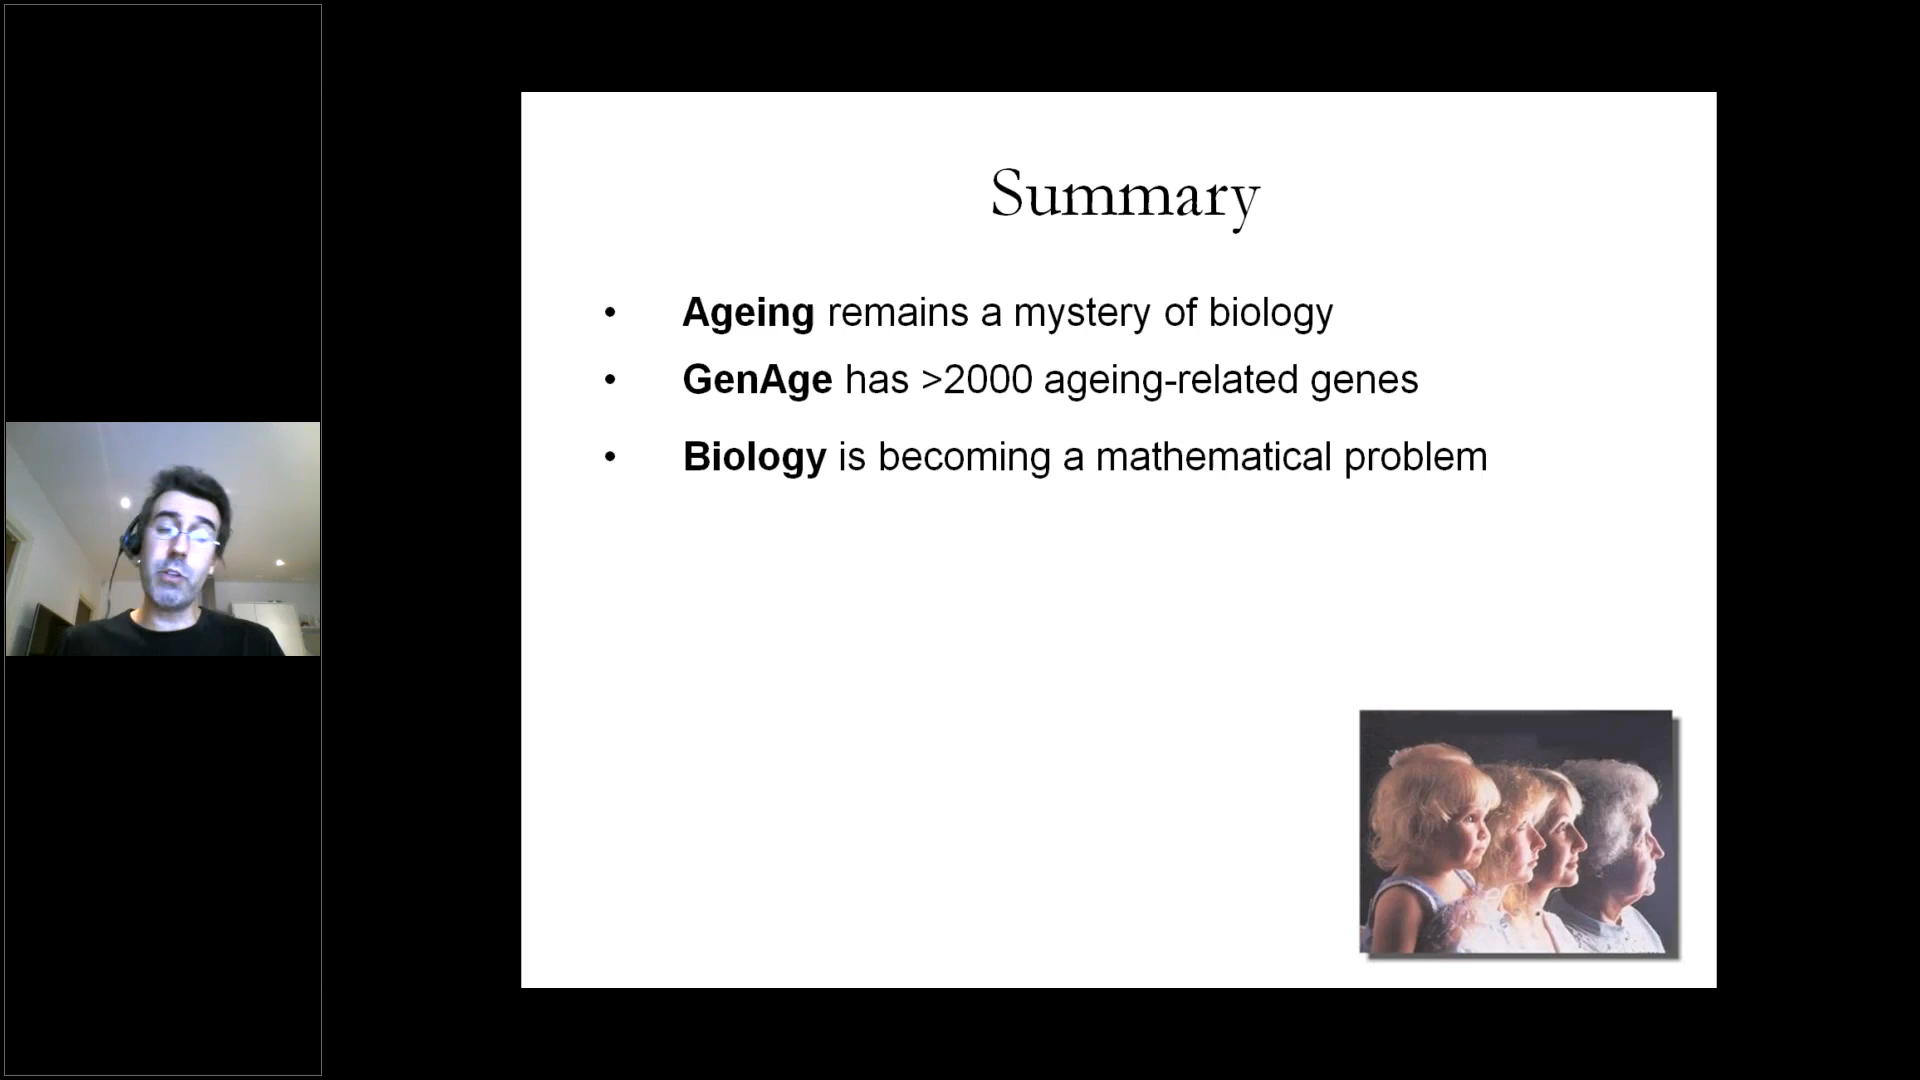 Summary
• Ageing remains a mystery of biology
• GenAge has >2000 ageing-related genes
• Biology is becoming a mathematical problem